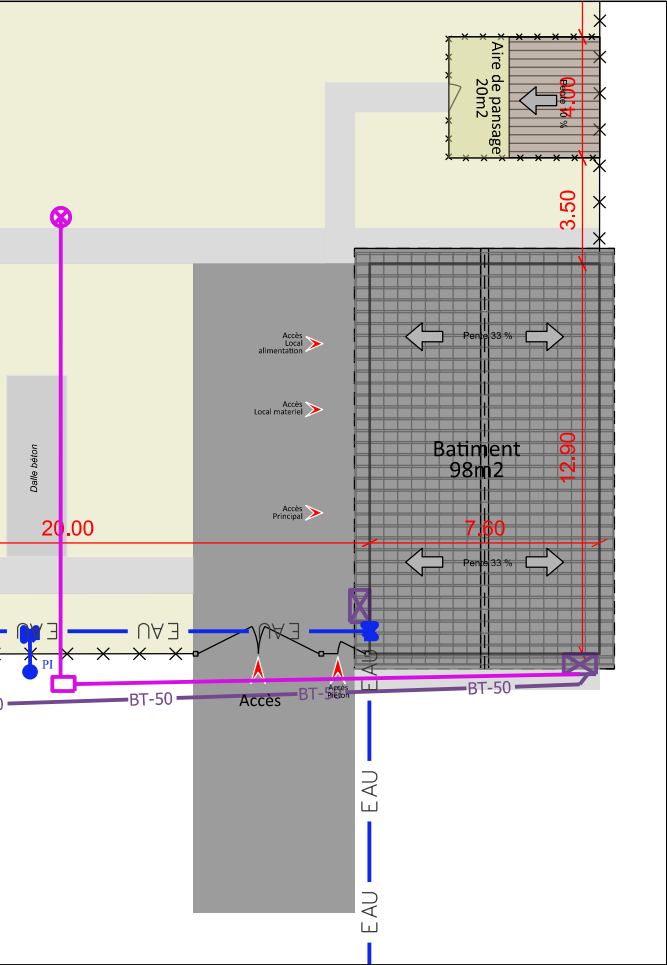 Aire de pansage
20m2
4.00
3.50
Accès
Local
alimentation
Pente 33 %
Accès
Local materiel
Batiment
98m2
12.90
Dalle béton
Accès
Principal
20.00
7.60
Pente 33 %
EAU
EAU
EAU
EAU
PI
Accès
Accès
Piéton
BT-50
BT-50
BT-50
EAU
EAU